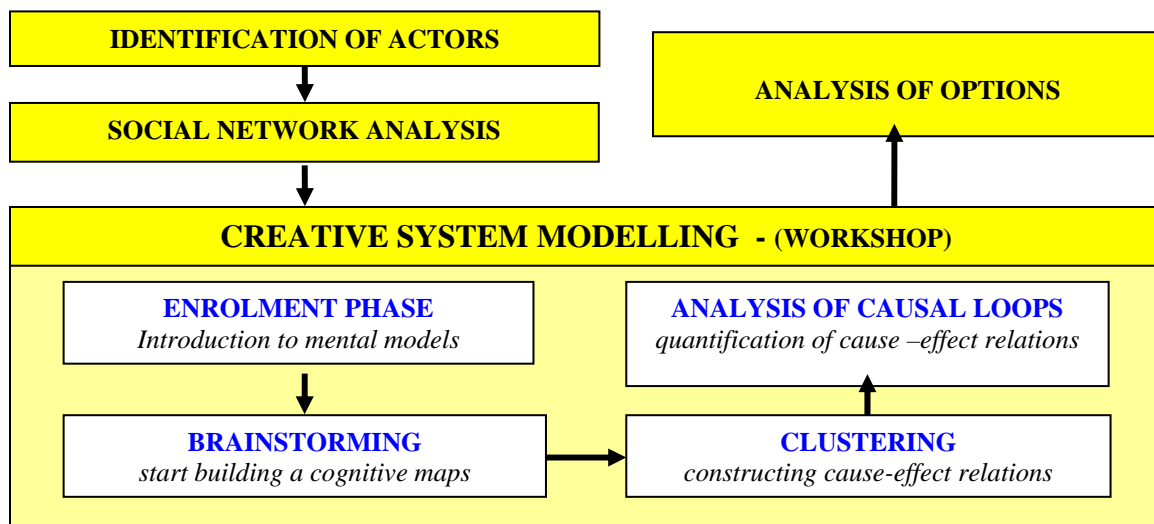 IDENTIFICATION OF ACTORS
SOCIAL NETWORK ANALYSIS
ANALYSIS OF OPTIONS
CREATIVE SYSTEM MODELLING - (WORKSHOP)
ENROLMENT PHASE
Introduction to mental models
BRAINSTORMING
start building a cognitive maps
CLUSTERING
constructing cause-effect relations
ANALYSIS OF CAUSAL LOOPS
quantification of cause –effect relations